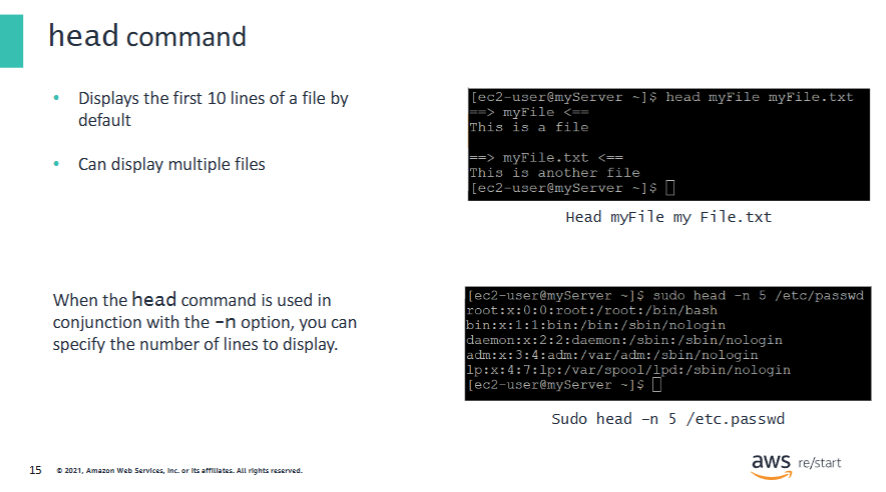 head command
• Displays the first 10 lines of a file by
default
• Can display multiple files
[ec2-user@myServer ~]$ head myFile myFile.txt
==> myFile <==
This is a file
==> myFile.txt <==
This is another file
[ec2-user@myServer ~]$
Head myFile my File.txt
When the head command is used in
conjunction with the -n option, you can
specify the number of lines to display.
[ec2-user@myServer ~]$ sudo head -n 5 /etc/passwd
root:x:0:0:root:/root:/bin/bash
bin:x:1:1:bin:/bin:/sbin/nologin
daemon:x:2:2:daemon:/sbin:/sbin/nologin
adm:x:3:4:adm:/var/adm:/sbin/nologin
lp:x:4:7:lp:/var/spool/lpd:/sbin/nologin
[ec2-user@myServer ~]$
Sudo head –n 5 /etc.passwd
15 © 2021, Amazon Web Services, Inc. or its affiliates. All rights reserved.
aws re/start